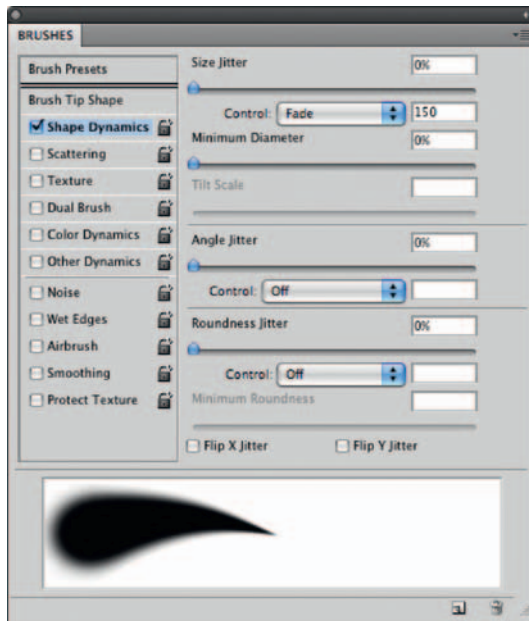 BRUSHES
Brush Presets
Brush Tip Shape
Shape Dynamics
Scattering
Texture
Dual Brush
Color Dynamics
Other Dynamics
Noise
Wet Edges
Airbrush
Smoothing
Protect Texture
Size Jitter 0%
Control: Fade 150
Minimum Diameter 0%
Tilt Scale
Angle Jitter 0%
Control: Off
Roundness Jitter 0%
Control: Off
Minimum Roundness
Flip X Jitter Flip Y Jitter